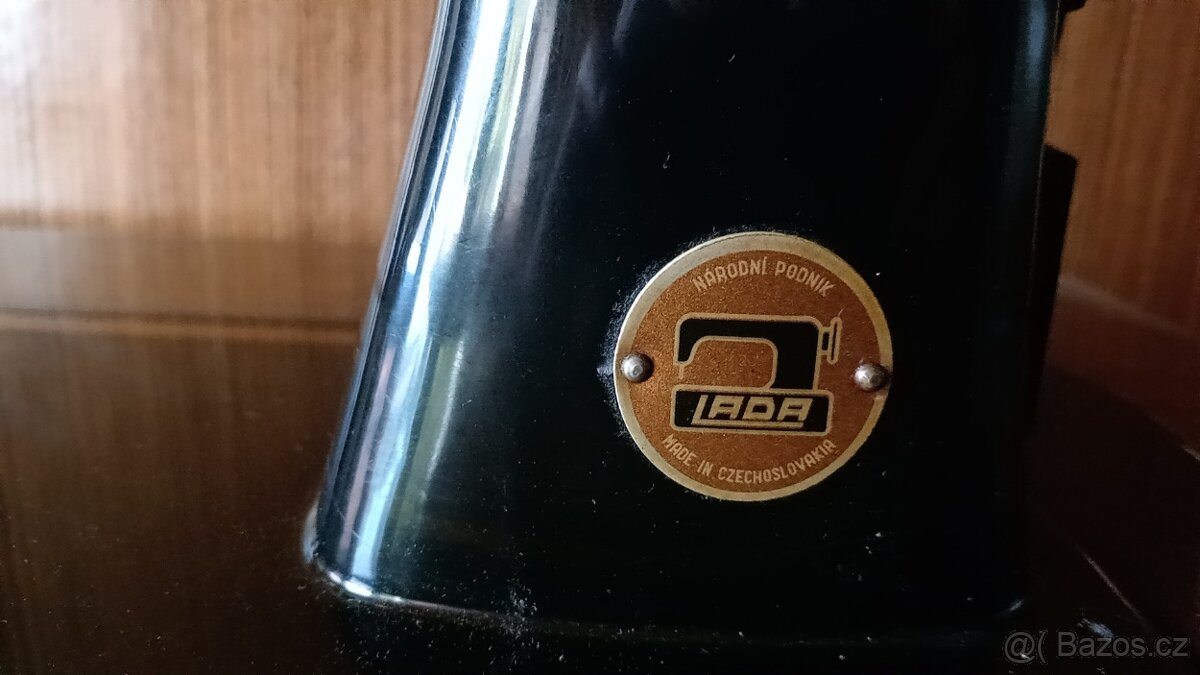 NÁRODNÍ PODNIK
LADA
MADE IN CZECHOSLOVAKIA
@( Bazos.cz